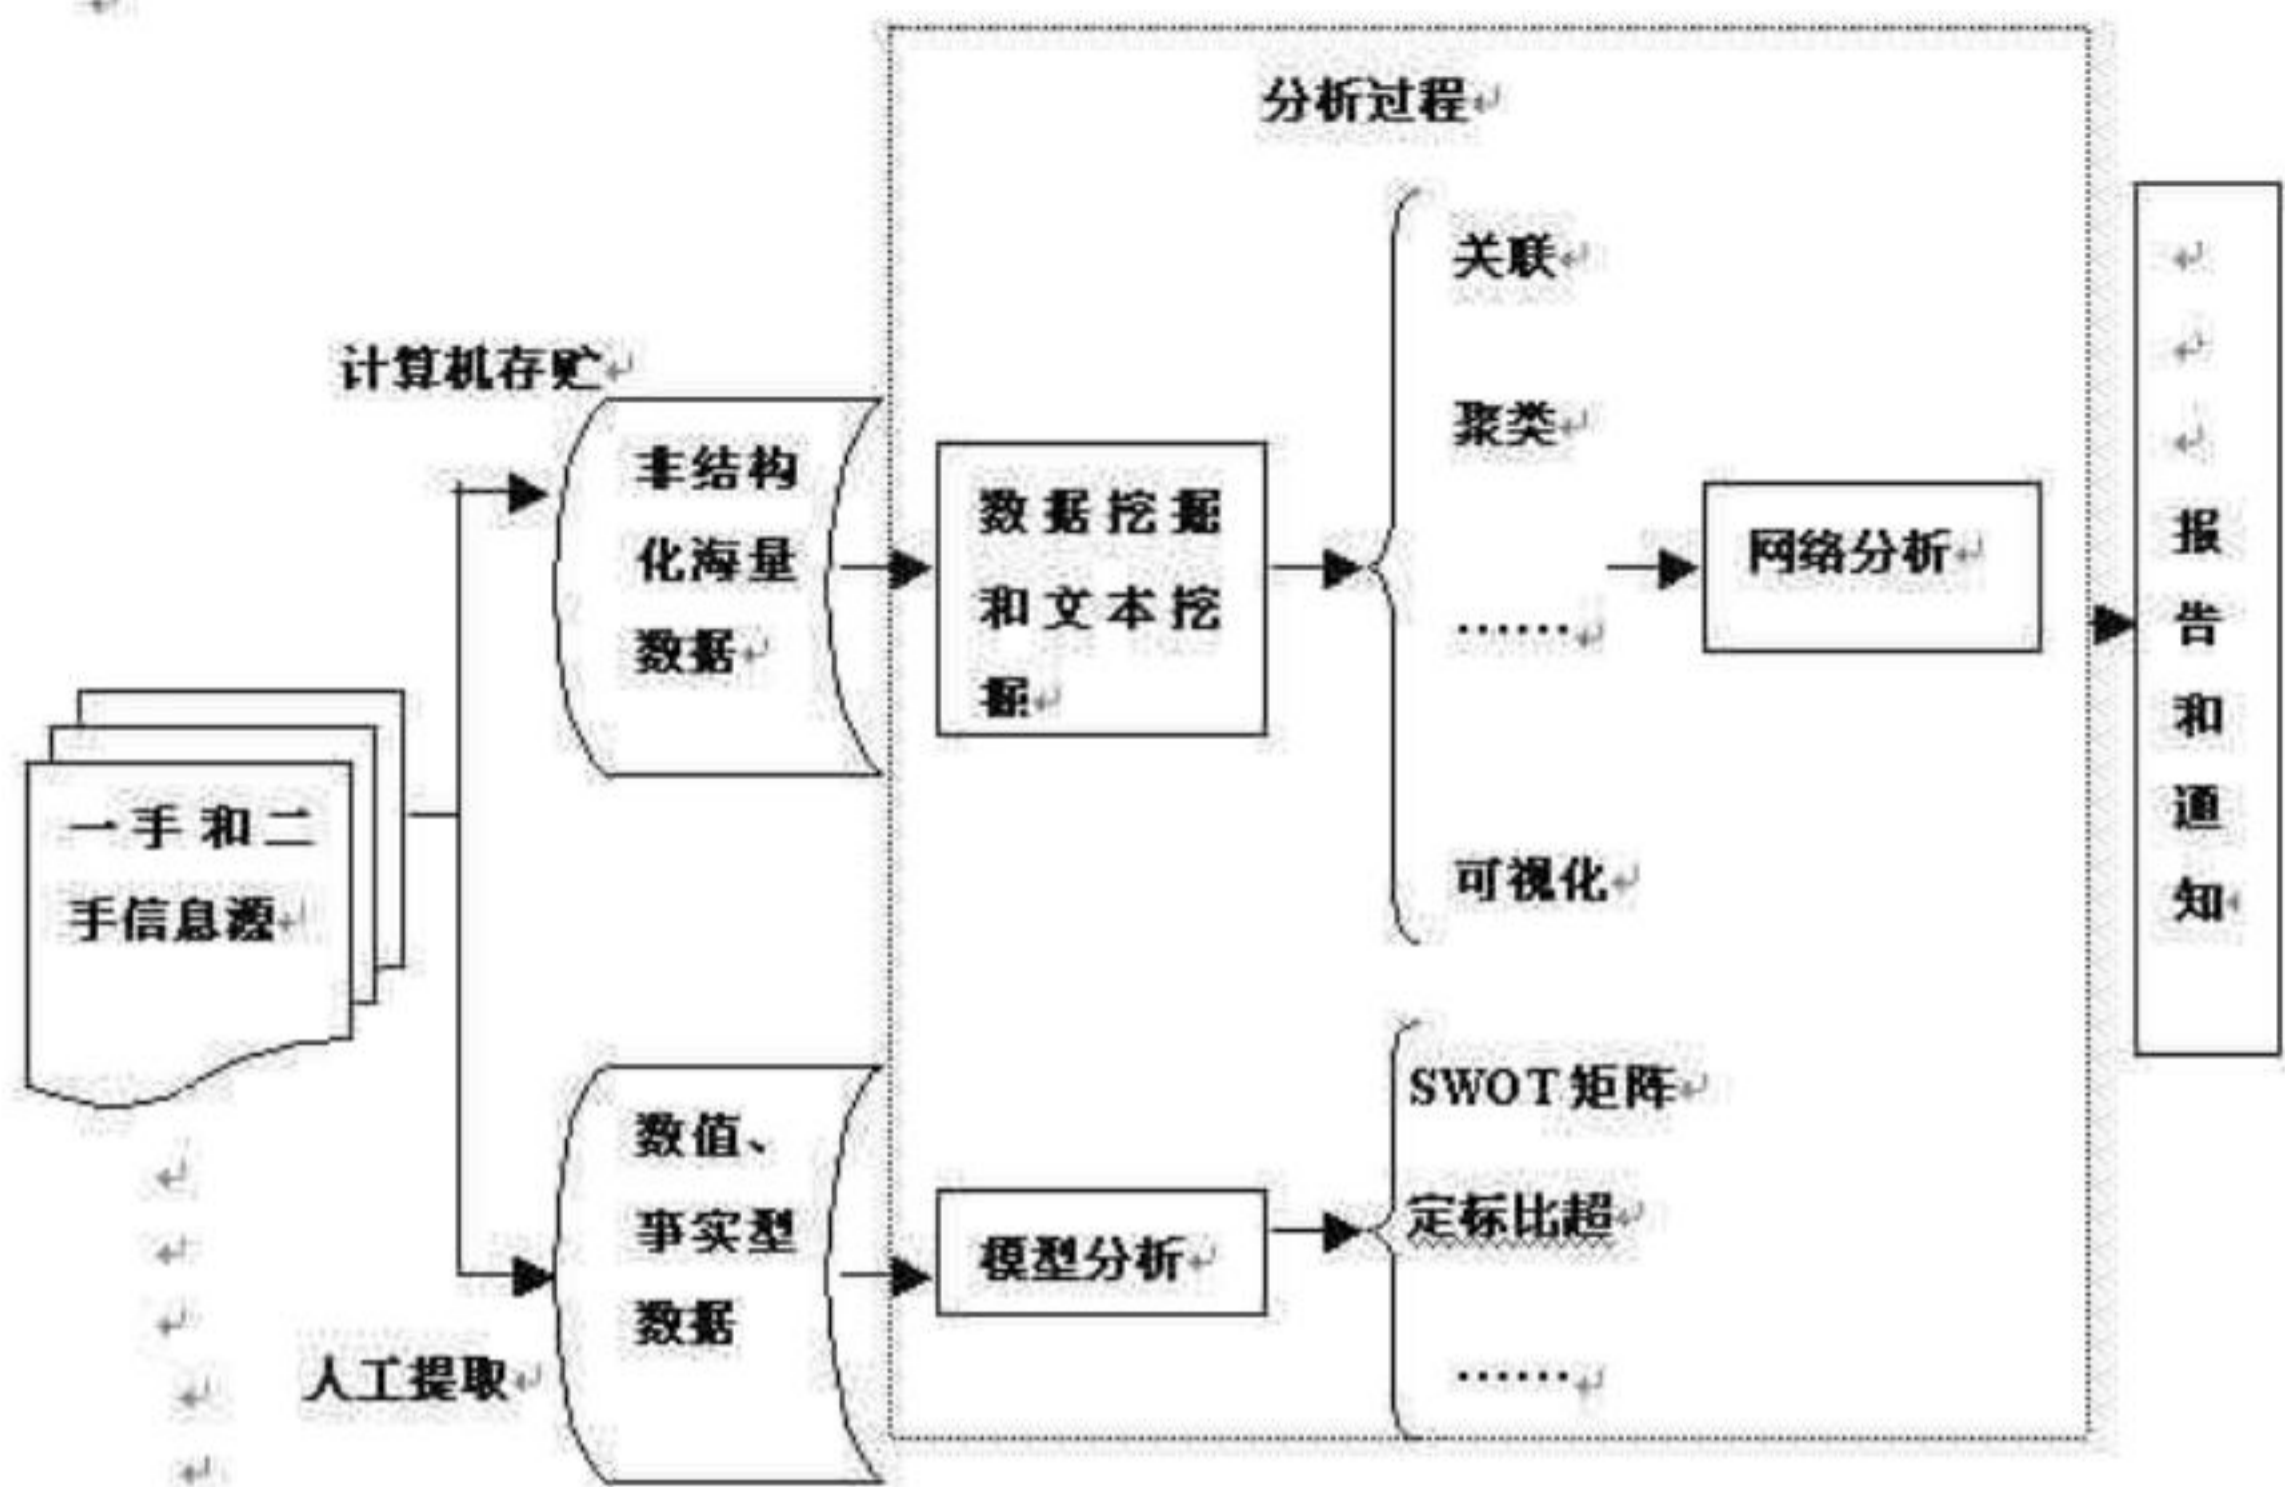 分析过程
关联
聚类
……
可视化
计算机存贮
非结构
化海量
数据
数据挖掘
和文本挖
掘
网络分析
一手和二
手信息源
人工提取
数值、
事实型
数据
模型分析
SWOT矩阵
定标比超
……
报
告
和
通
知